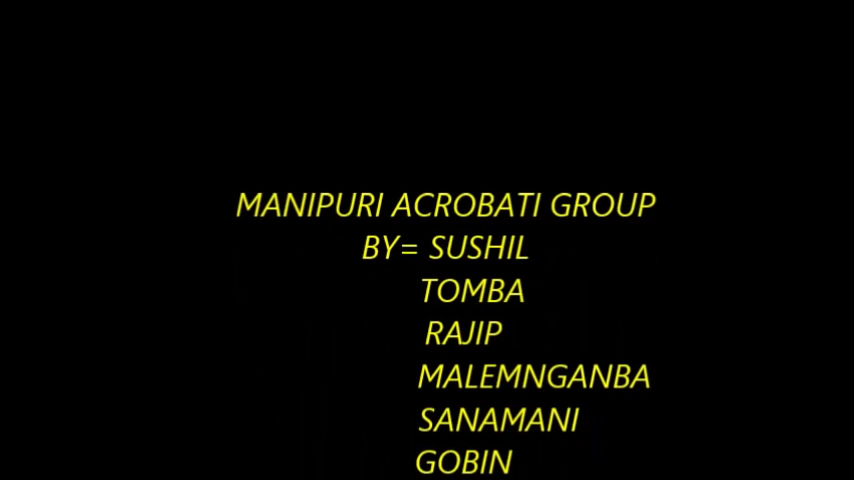 MANIPURI ACROBATI GROUP
BY= SUSHIL
TOMBA
RAJIP
MALEMNGANBA
SANAMANI
GOBIN